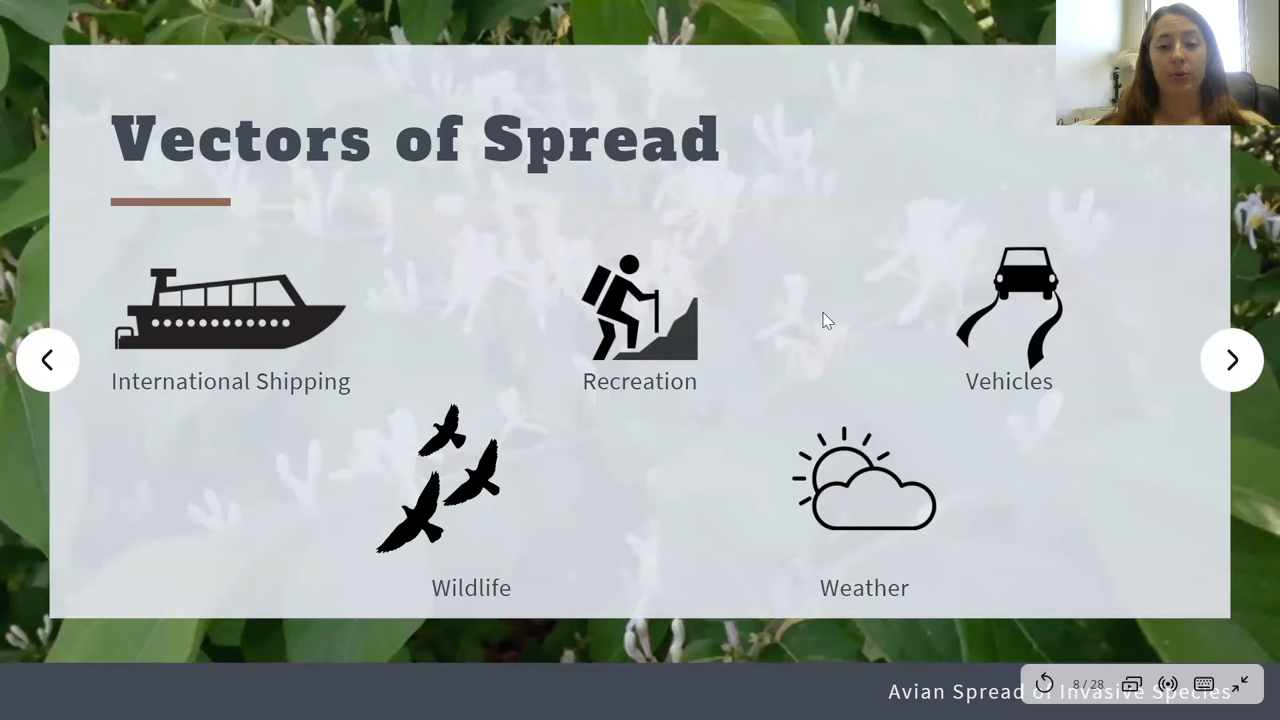 Vectors of Spread
International Shipping
Recreation
Vehicles
Wildlife
Weather
Avian Spread of Invasive Species
8 / 28